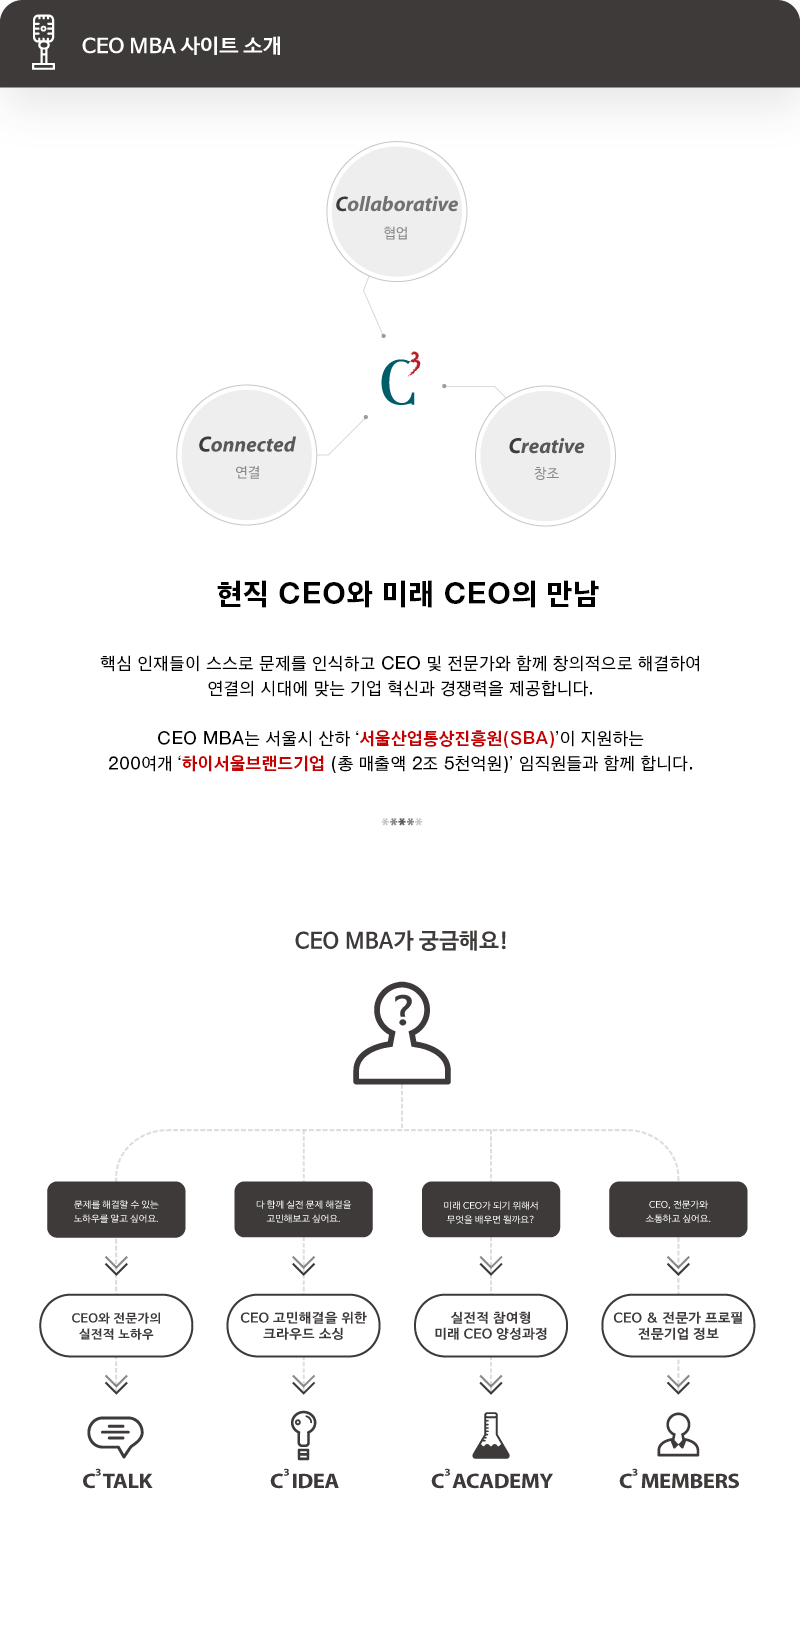 CEO MBA 사이트 소개
Collaborative
협업
C³
Connected
연결
Creative
창조
현직 CEO와 미래 CEO의 만남
핵심 인재들이 스스로 문제를 인식하고 CEO 및 전문가와 함께 창의적으로 해결하여
연결의 시대에 맞는 기업 혁신과 경쟁력을 제공합니다.
CEO MBA는 서울시 산하 ‘서울산업통상진흥원(SBA)’이 지원하는
200여개 ‘하이서울브랜드기업 (총 매출액 2조 5천억원)’ 임직원들과 함께 합니다.
*****
CEO MBA가 궁금해요!
?
문제를 해결할 수 있는
노하우를 알고 싶어요.
다 함께 실전 문제 해결을
고민해보고 싶어요.
미래 CEO가 되기 위해서
무엇을 배우면 될까요?
CEO, 전문가와
소통하고 싶어요.
CEO와 전문가의
실전적 노하우
CEO 고민해결을 위한
크라우드 소싱
실전적 참여형
미래 CEO 양성과정
CEO & 전문가 프로필
전문기업 정보
C³ TALK
C³ IDEA
C³ ACADEMY
C³ MEMBERS